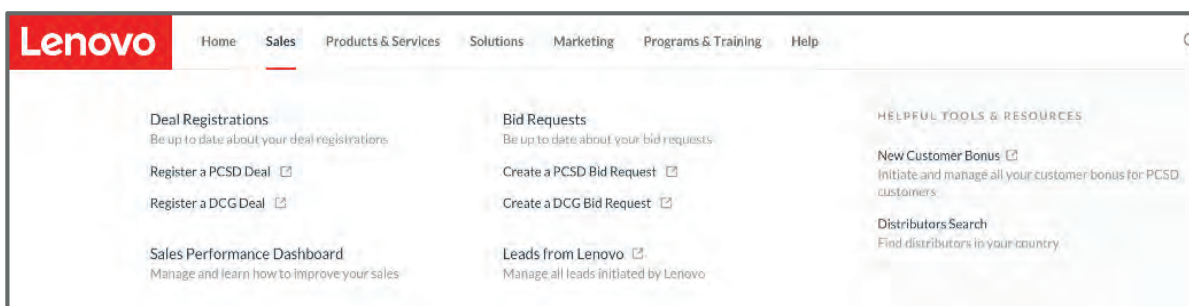 Lenovo
Home Sales Products & Services Solutions Marketing Programs & Training Help
Deal Registrations
Be up to date about your deal registrations
Register a PCSD Deal
Register a DCG Deal
Sales Performance Dashboard
Manage and learn how to improve your sales
Bid Requests
Be up to date about your bid requests
Create a PCSD Bid Request
Create a DCG Bid Request
Leads from Lenovo
Manage all leads initiated by Lenovo
HELPFUL TOOLS & RESOURCES
New Customer Bonus
Initiate and manage all your customer bonus for PCSD
customers
Distributors Search
Find distributors in your country